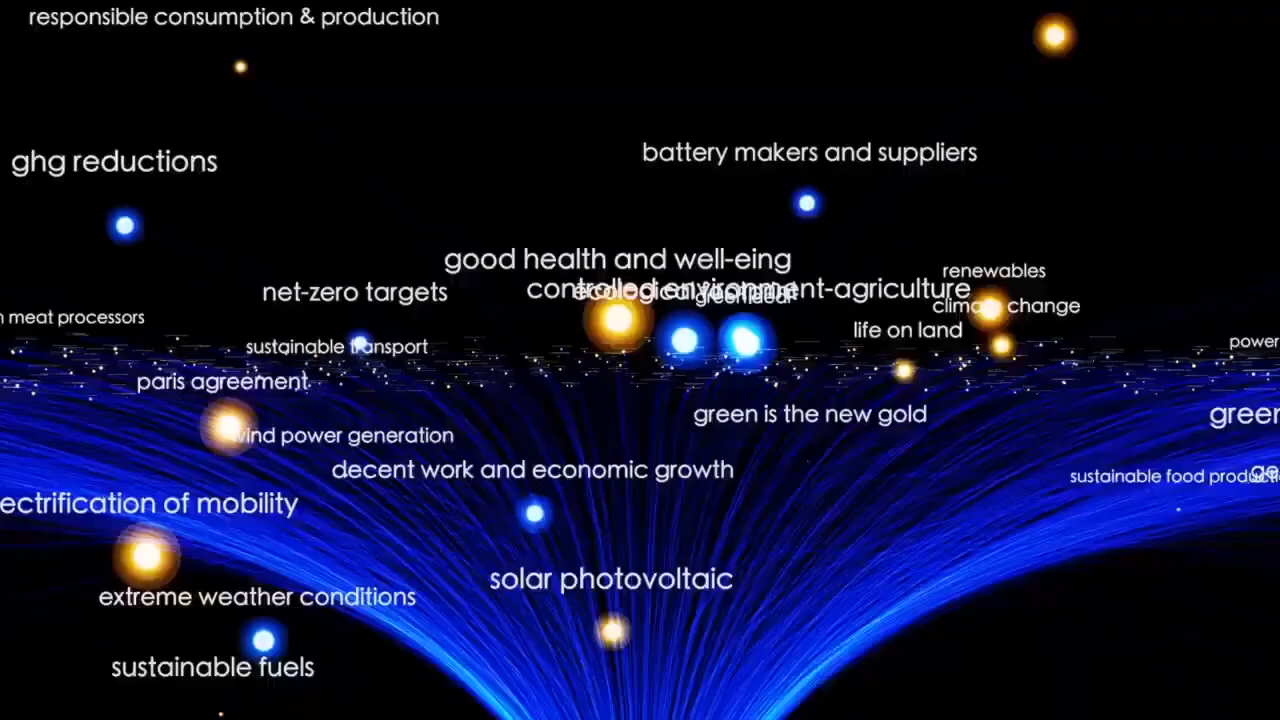 responsible consumption & production
battery makers and suppliers
ghg reductions
good health and well-eing
renewables
net-zero targets
controlled environment-agriculture
climate change
meat processors
life on land
sustainable transport
power
paris agreement
green is the new gold
green
wind power generation
decent work and economic growth
sustainable food producti
ge
ectrification of mobility
solar photovoltaic
extreme weather conditions
sustainable fuels